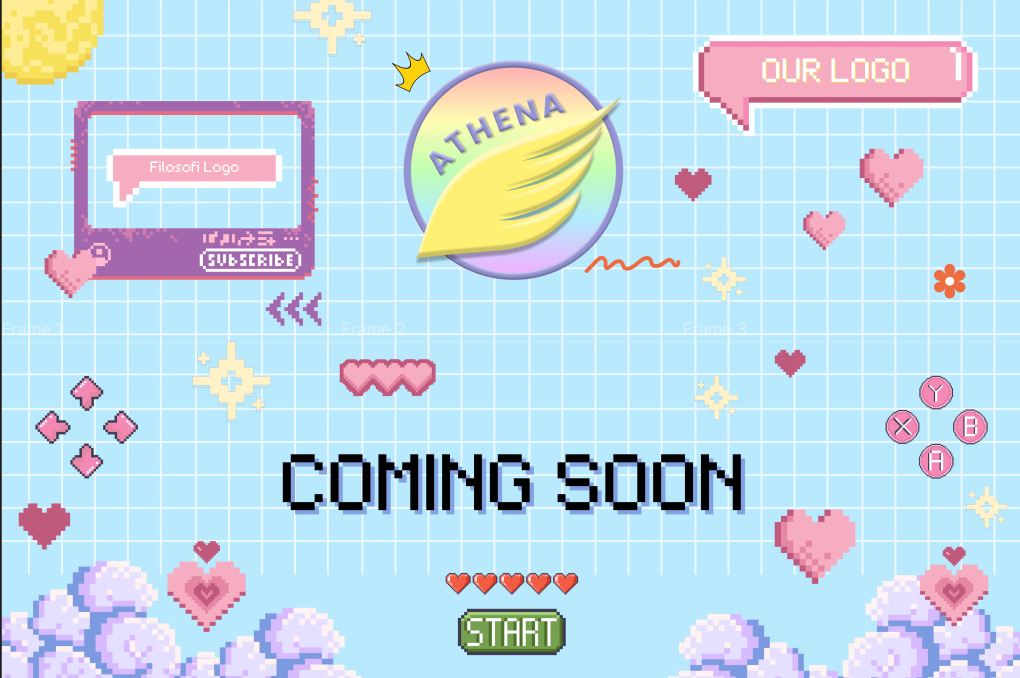 OUR LOGO
ATHENA
Filosofi Logo
SUBSCRIBE
Frame 1
Frame 2
Frame 3
Y
X
B
A
COMING SOON
START